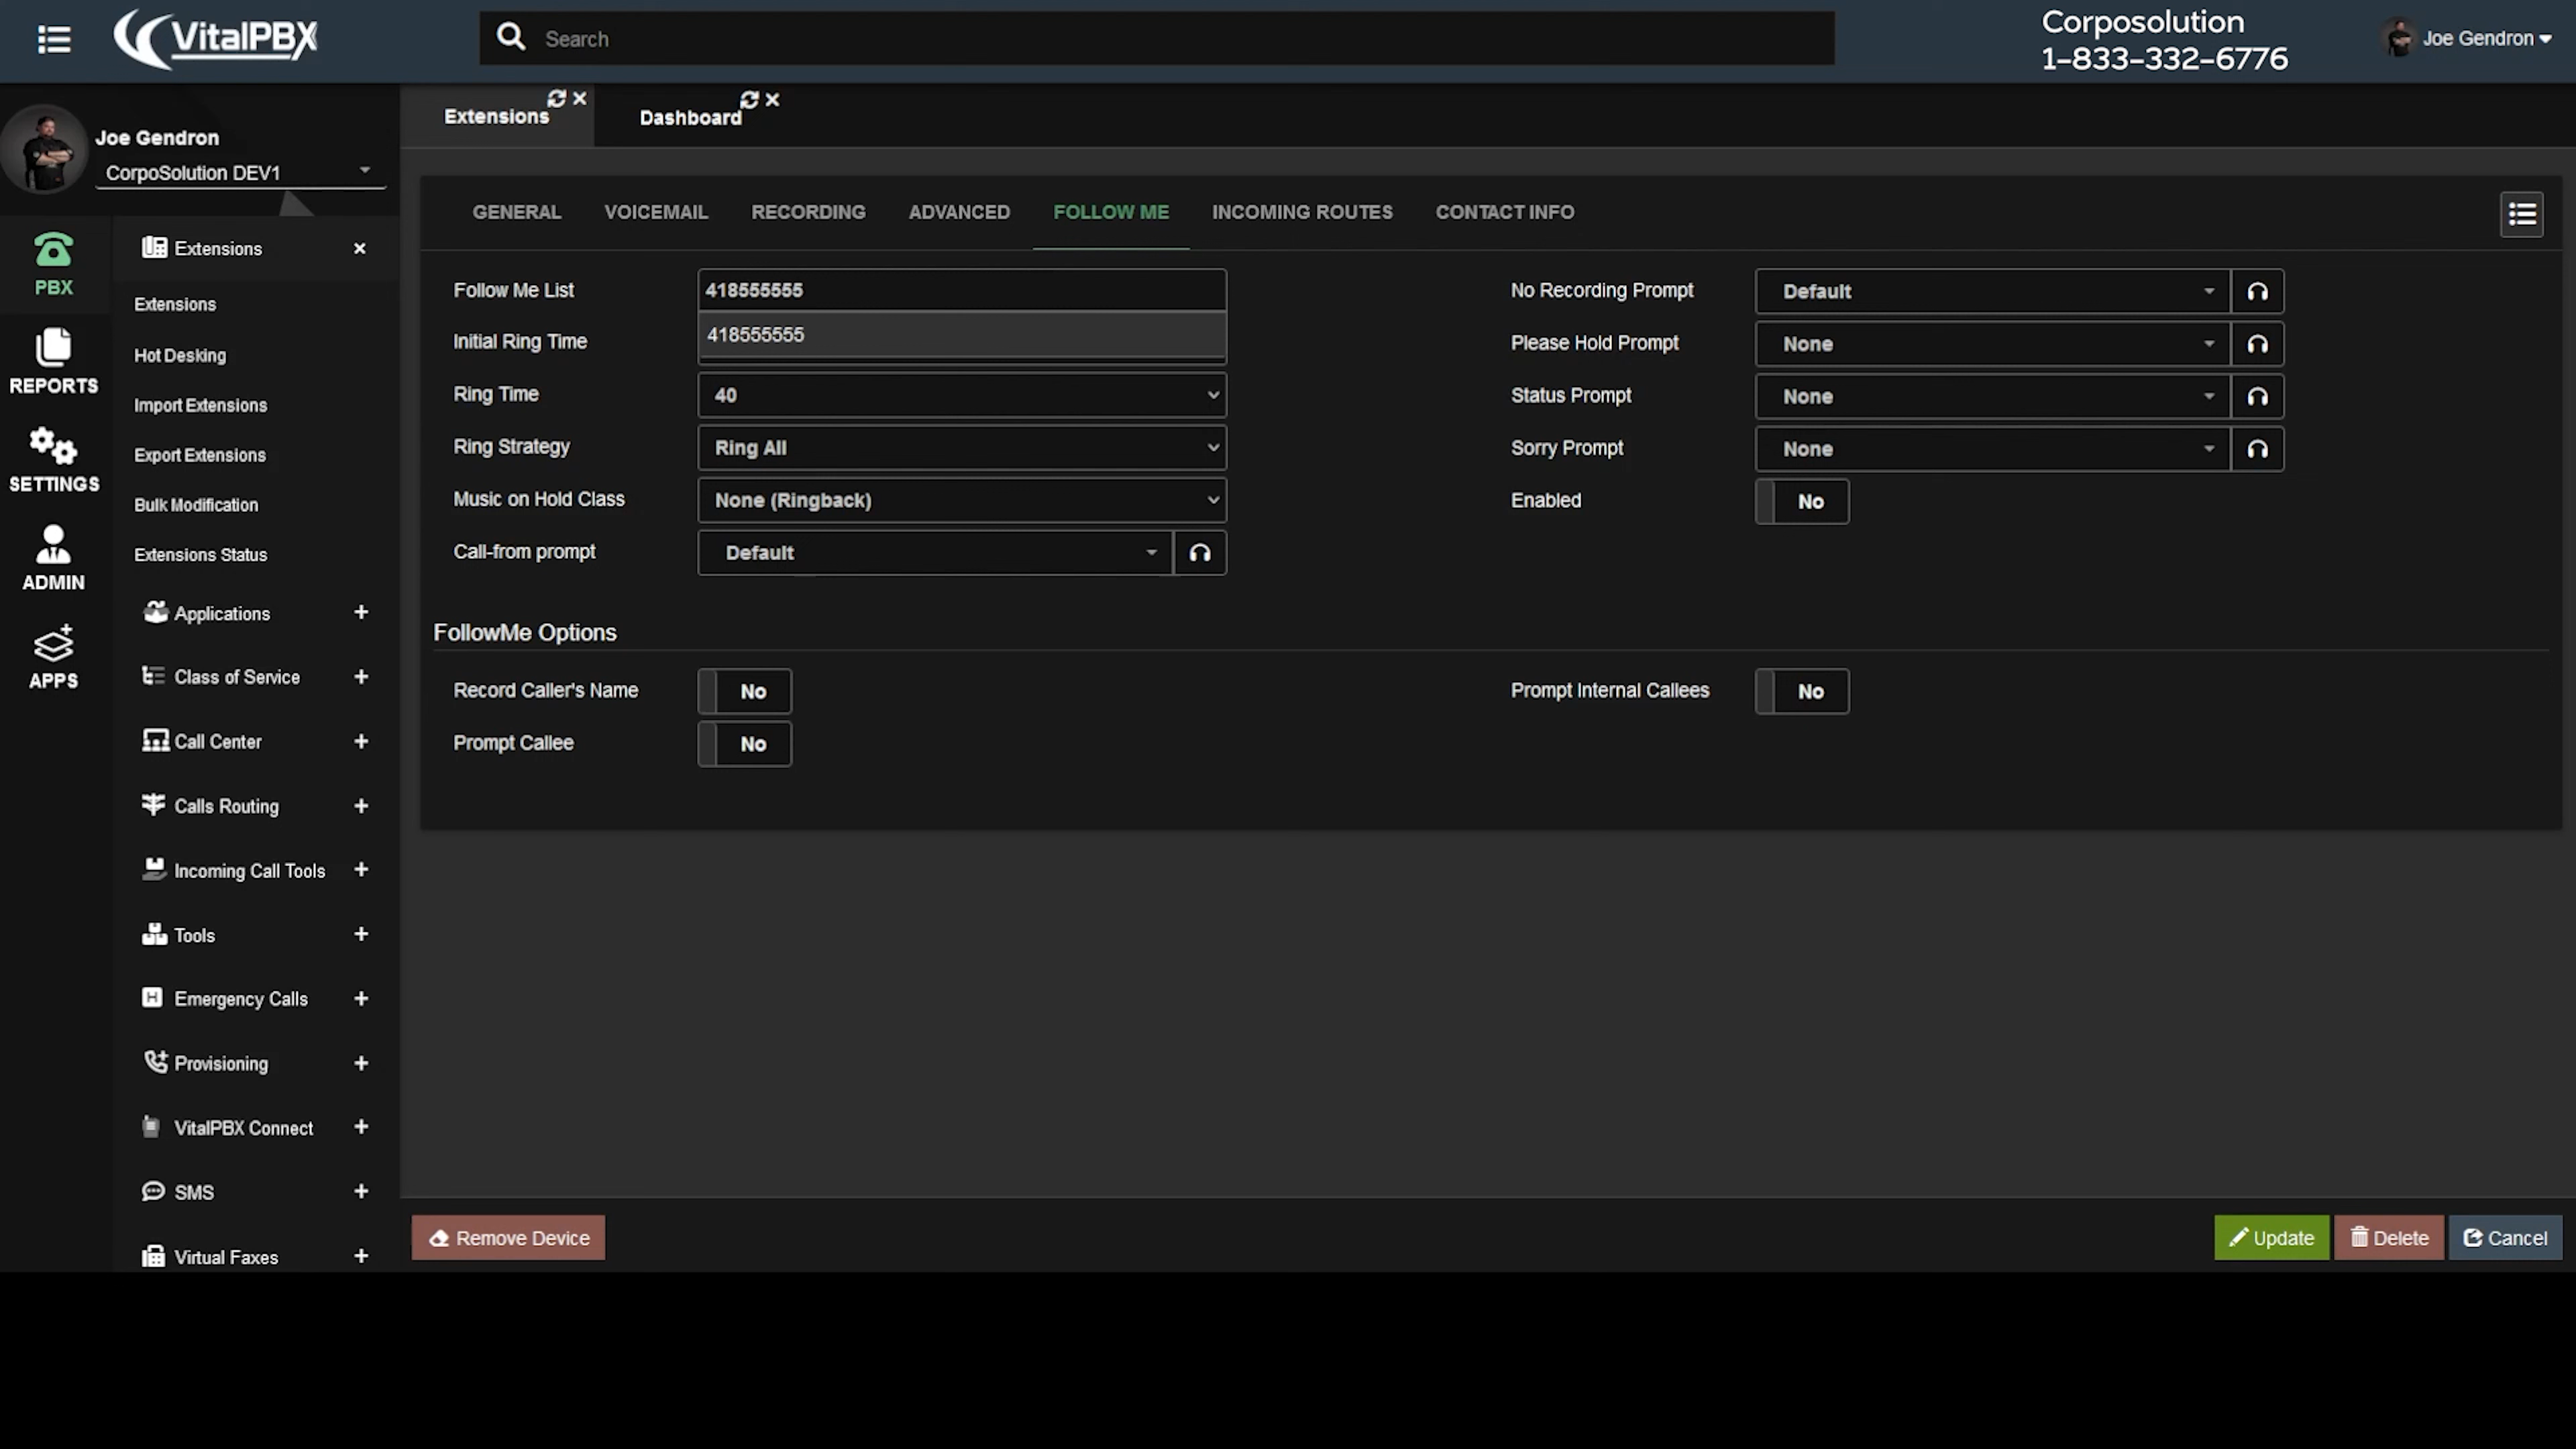 VitalPBX
Search
Corposolution
1-833-332-6776
Joe Gendron
Joe Gendron
CorpoSolution DEV1
Extensions
Dashboard
PBX
REPORTS
SETTINGS
ADMIN
APPS
Extensions
Extensions
Hot Desking
Import Extensions
Export Extensions
Bulk Modification
Extensions Status
Applications
Class of Service
Call Center
Calls Routing
Incoming Call Tools
Tools
Emergency Calls
Provisioning
VitalPBX Connect
SMS
Virtual Faxes
GENERAL VOICEMAIL RECORDING ADVANCED FOLLOW ME INCOMING ROUTES CONTACT INFO
Follow Me List 418555555
418555555
Initial Ring Time
Ring Time 40
Ring Strategy Ring All
Music on Hold Class None (Ringback)
Call-from prompt Default
No Recording Prompt Default
Please Hold Prompt None
Status Prompt None
Sorry Prompt None
Enabled No
FollowMe Options
Record Caller's Name No
Prompt Callee No
Prompt Internal Callees No
Remove Device
Update Delete Cancel